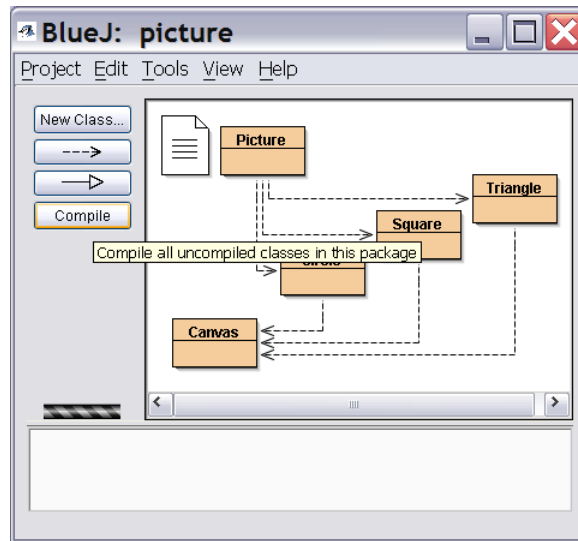 BlueJ: picture
Project Edit Tools View Help
New Class...
Picture
Triangle
Compile
Square
Compile all uncompiled classes in this package
Circle
Canvas